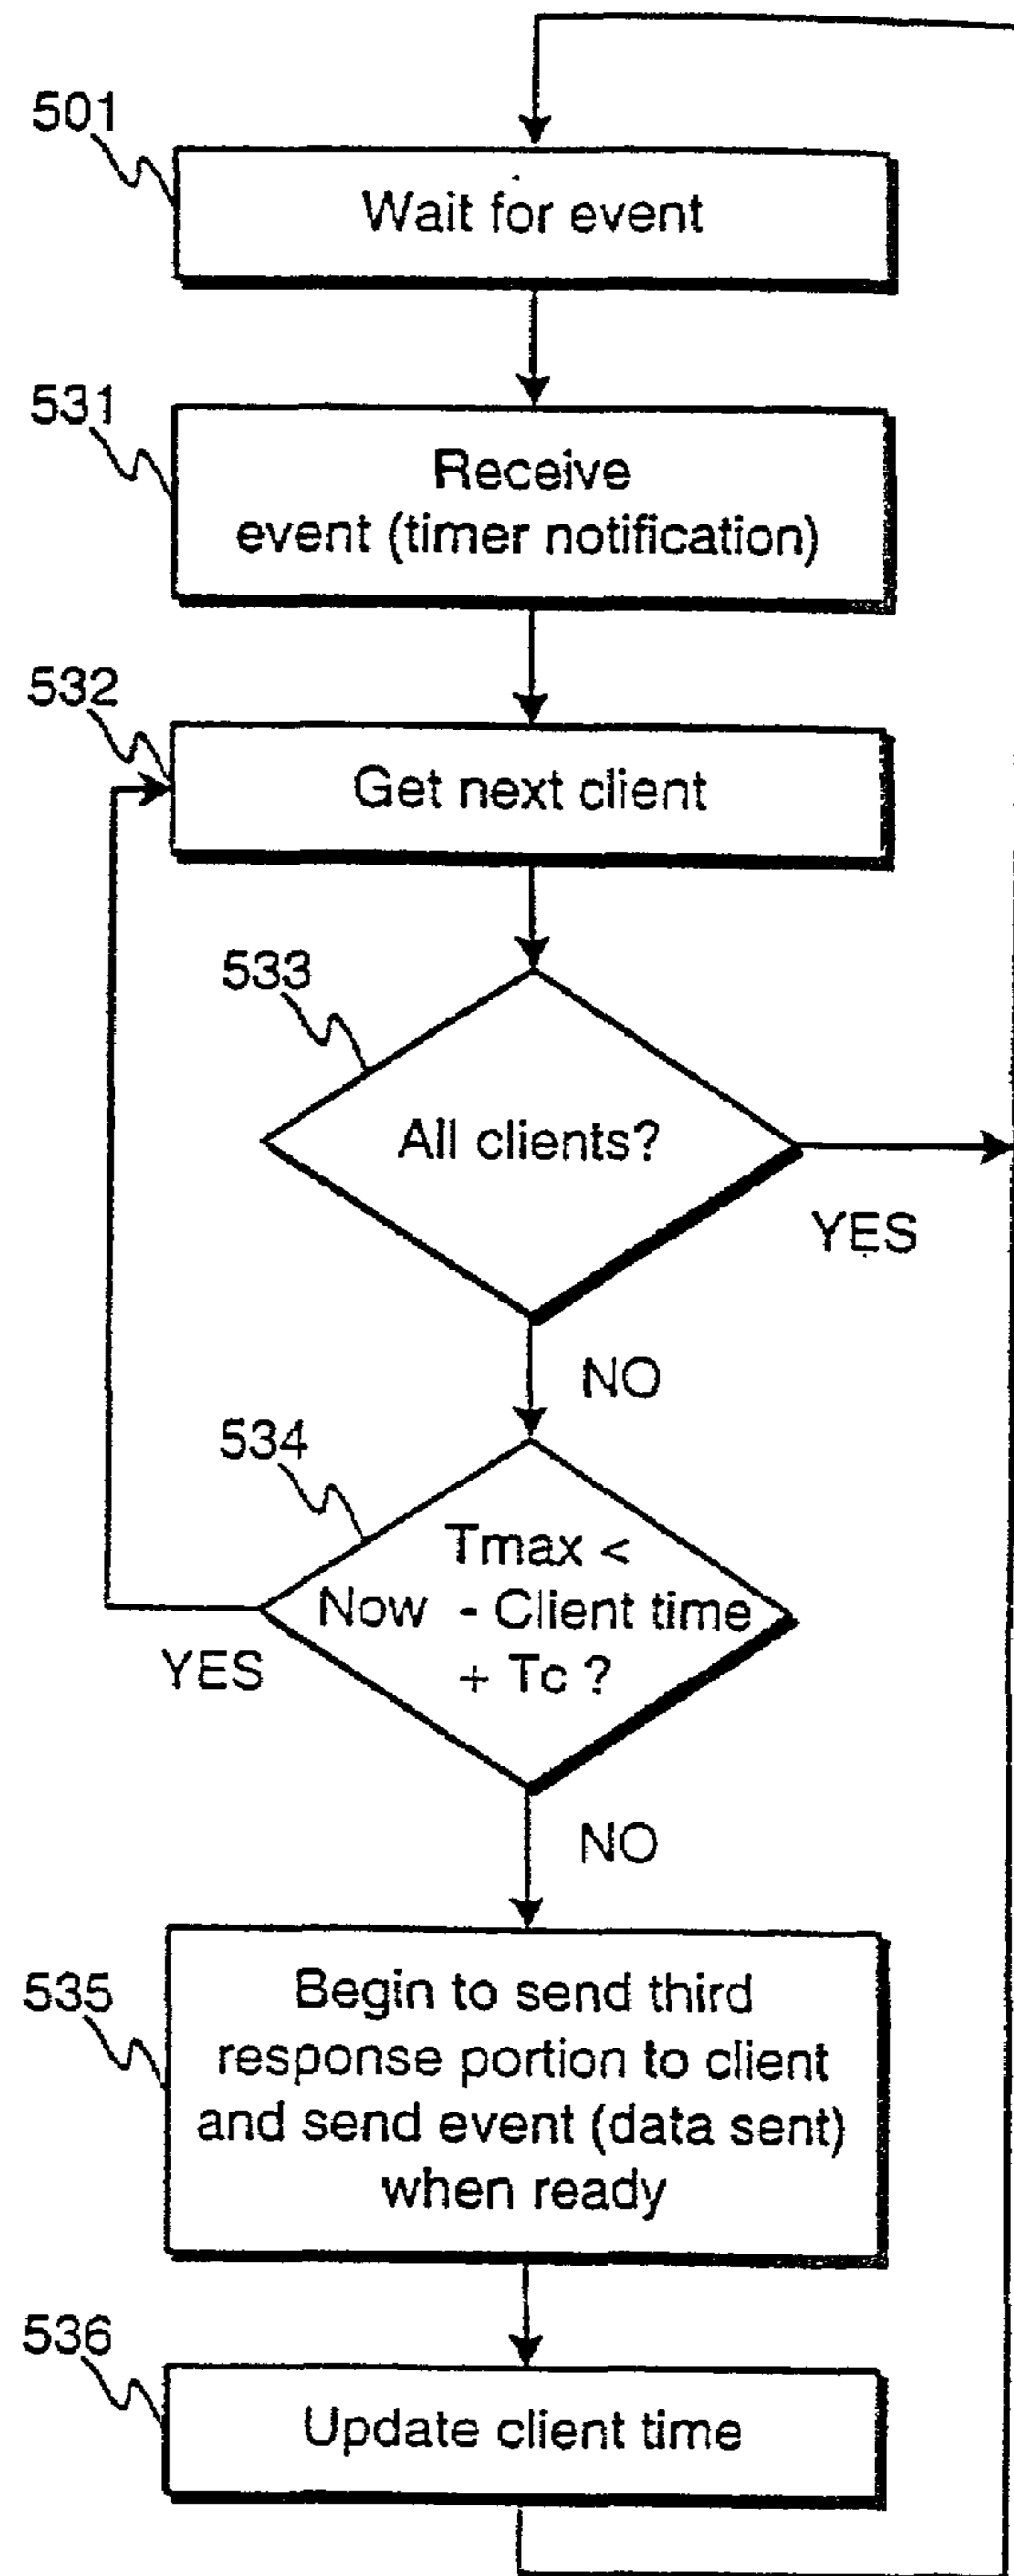 501
Wait for event
531
Receive
event (timer notification)
532
Get next client
533
All clients?
YES
NO
534
Tmax <
Now - Client time
+ Tc ?
YES
NO
535
Begin to send third
response portion to client
and send event (data sent)
when ready
536
Update client time